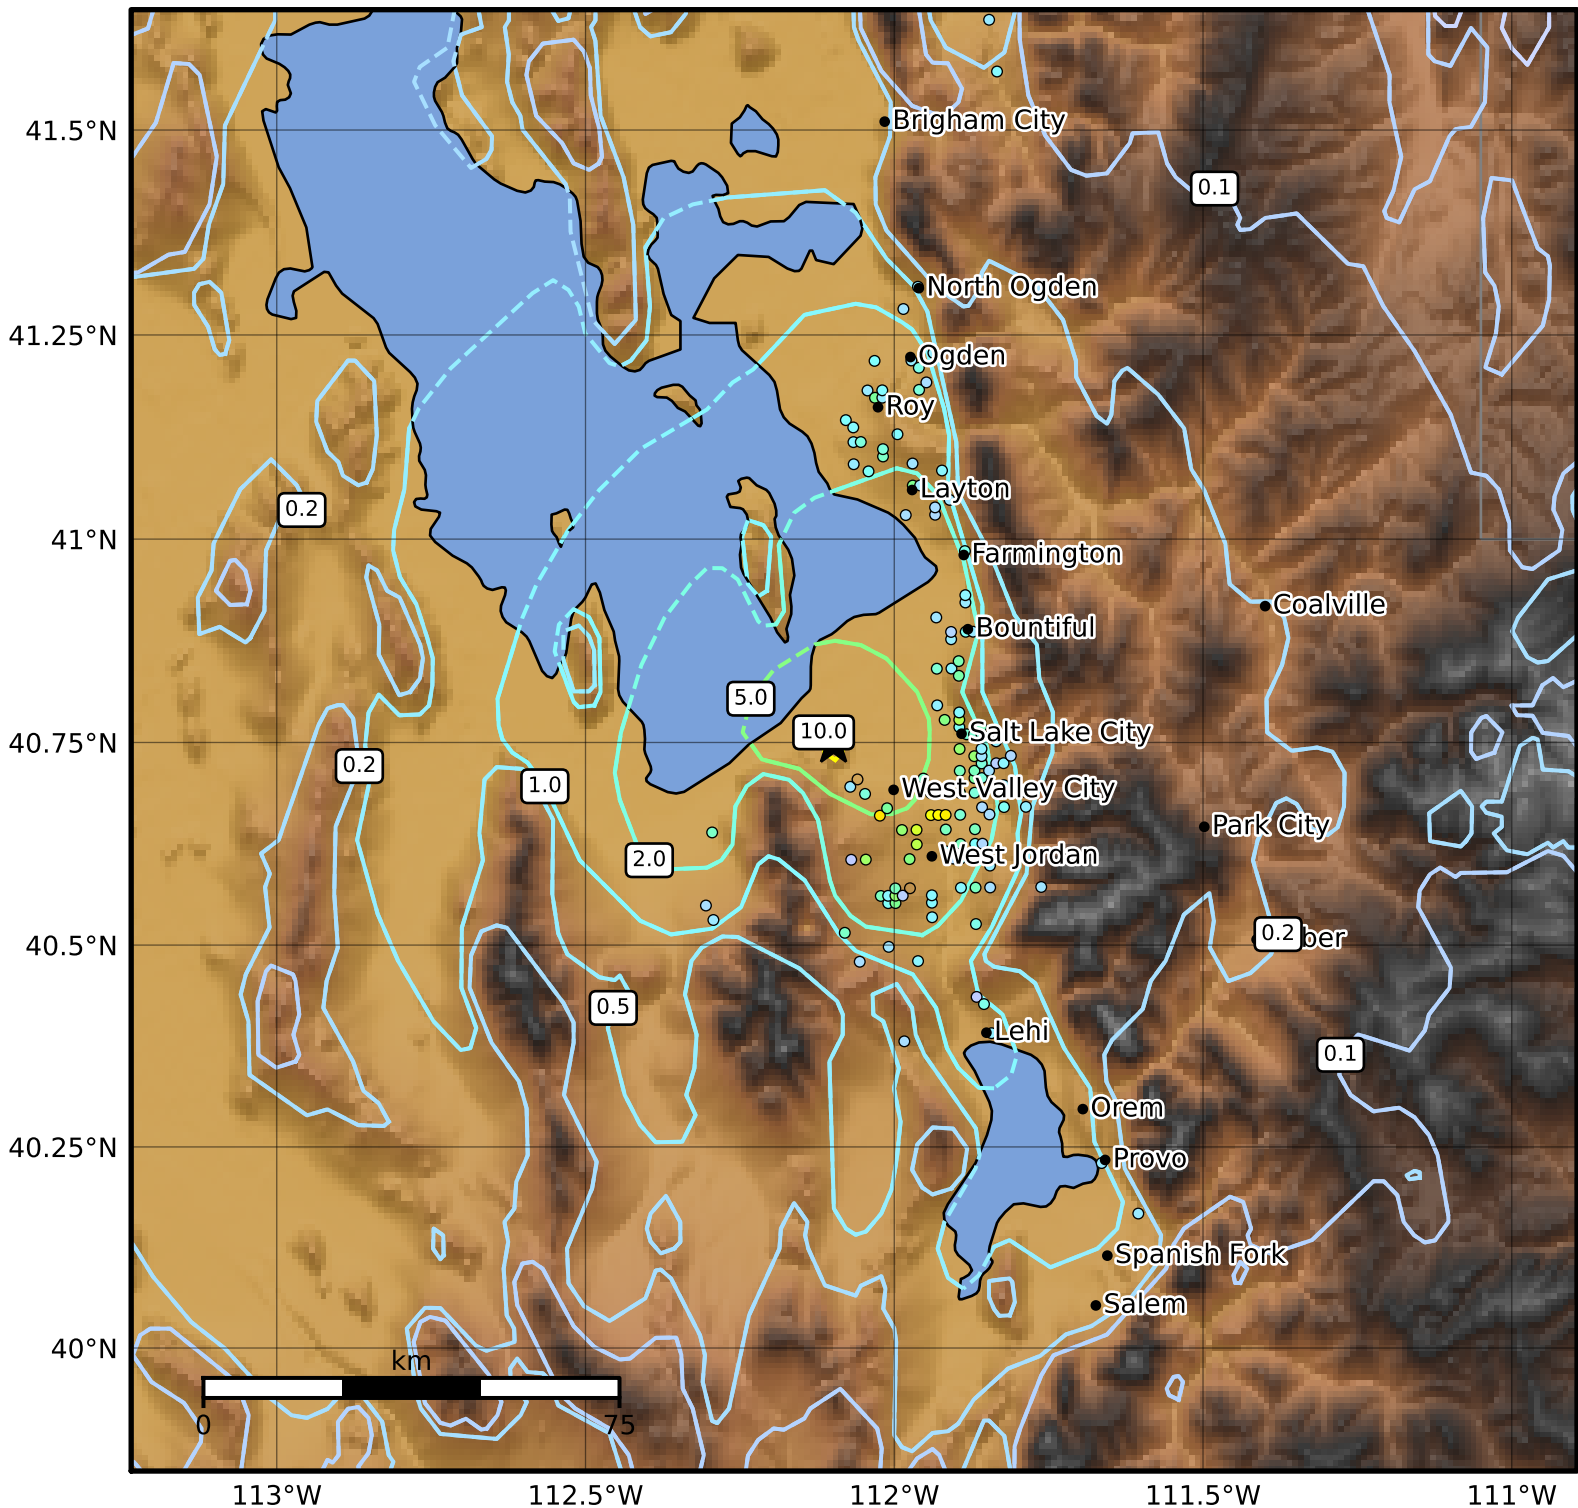 41.5°N
Brigham City
0.1
North Ogden
41.25°N
Ogden
Roy
0.2
Layton
41°N
Farmington
Coalville
Bountiful
5.0
10.0
Salt Lake City
40.75°N
0.2
1.0
West Valley City
Park City
2.0
West Jordan
0.2
ber
40.5°N
0.5
Lehi
0.1
Orem
40.25°N
Provo
Spanish Fork
Salem
40°N
km
0
75
113°W
112.5°W
112°W
111.5°W
111°W